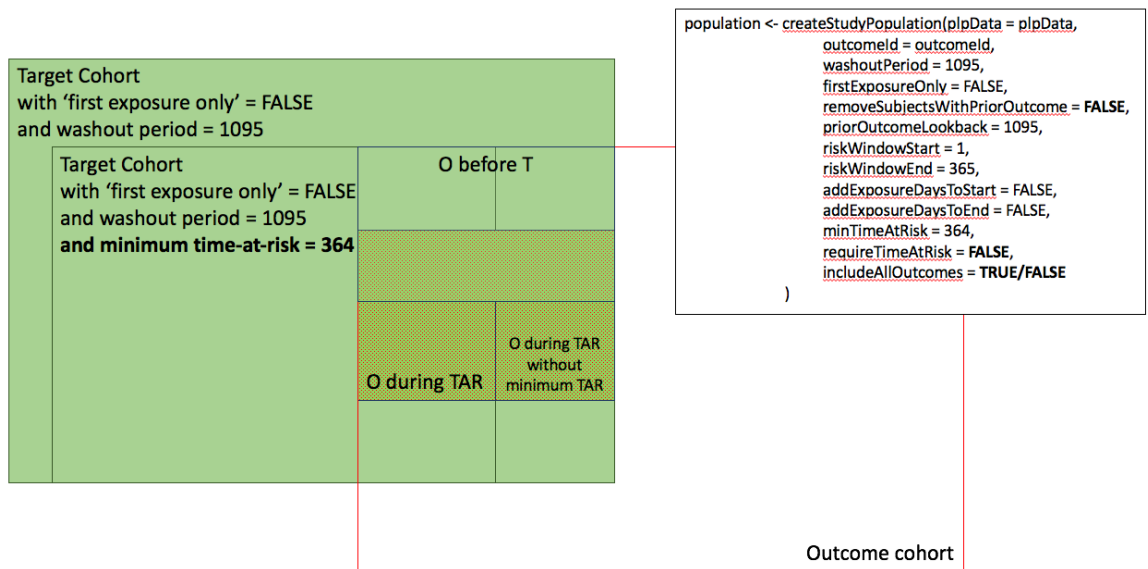 Target Cohort
with ‘first exposure only’ = FALSE
and washout period = 1095
Target Cohort
with ‘first exposure only’ = FALSE
and washout period = 1095
and minimum time-at-risk = 364
O before T
O during TAR
O during TAR
without
minimum TAR
population <- createStudyPopulation(plpData = plpData,
outcomeId = outcomeId,
washoutPeriod = 1095,
firstExposureOnly = FALSE,
removeSubjectsWithPriorOutcome = FALSE,
priorOutcomeLookback = 1095,
riskWindowStart = 1,
riskWindowEnd = 365,
addExposureDaysToStart = FALSE,
addExposureDaysToEnd = FALSE,
minTimeAtRisk = 364,
requireTimeAtRisk = FALSE,
includeAllOutcomes = TRUE/FALSE
)
Outcome cohort